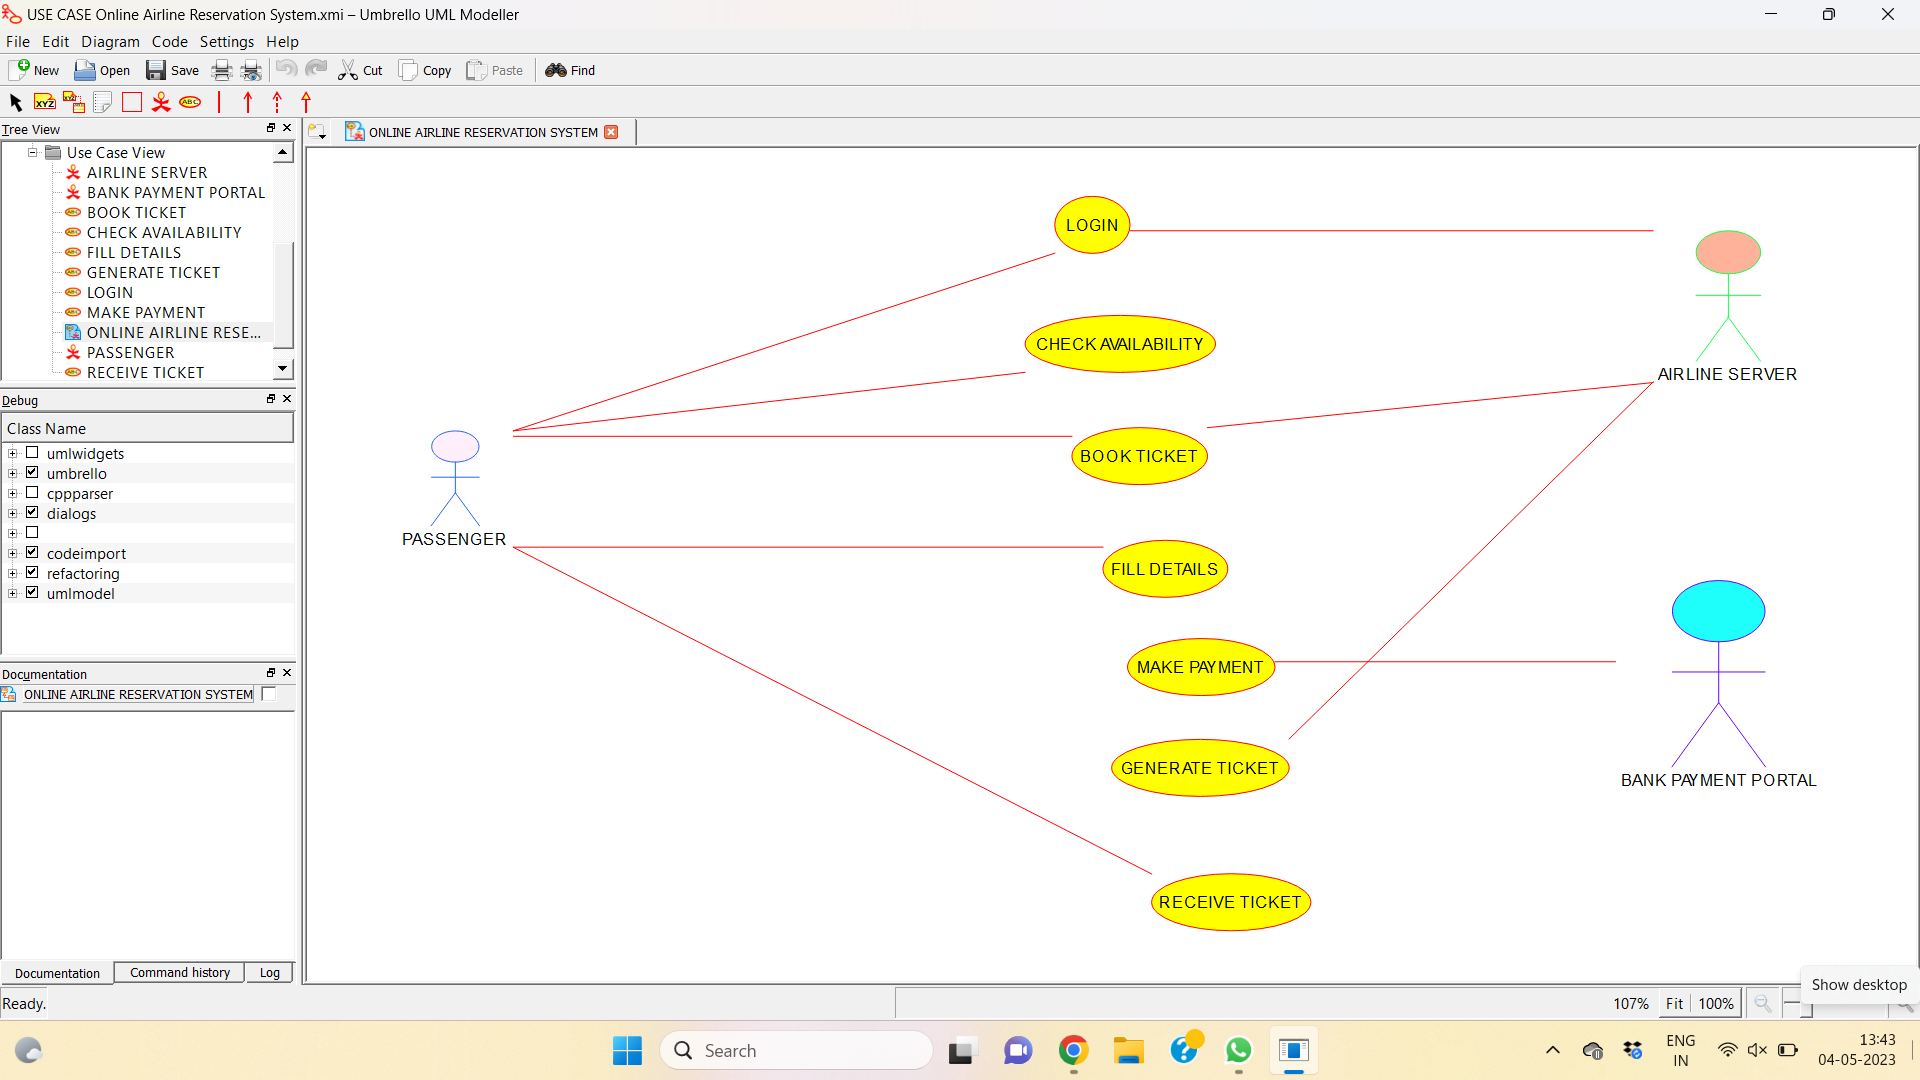 USE CASE Online Airline Reservation System.xmi – Umbrello UML Modeller
File Edit Diagram Code Settings Help
New Open Save Cut Copy Paste Find
XYZ XYZ ABC
Tree View
ONLINE AIRLINE RESERVATION SYSTEM
Use Case View
AIRLINE SERVER
BANK PAYMENT PORTAL
BOOK TICKET
CHECK AVAILABILITY
FILL DETAILS
GENERATE TICKET
LOGIN
MAKE PAYMENT
ONLINE AIRLINE RESE...
PASSENGER
RECEIVE TICKET
Debug
Class Name
umlwidgets
umbrello
cppparser
dialogs
codeimport
refactoring
umlmodel
Documentation
ONLINE AIRLINE RESERVATION SYSTEM
Documentation Command history Log
LOGIN
CHECK AVAILABILITY
AIRLINE SERVER
BOOK TICKET
PASSENGER
FILL DETAILS
MAKE PAYMENT
GENERATE TICKET
BANK PAYMENT PORTAL
RECEIVE TICKET
Show desktop
Ready.
107% Fit 100%
Search
ENG
IN
13:43
04-05-2023